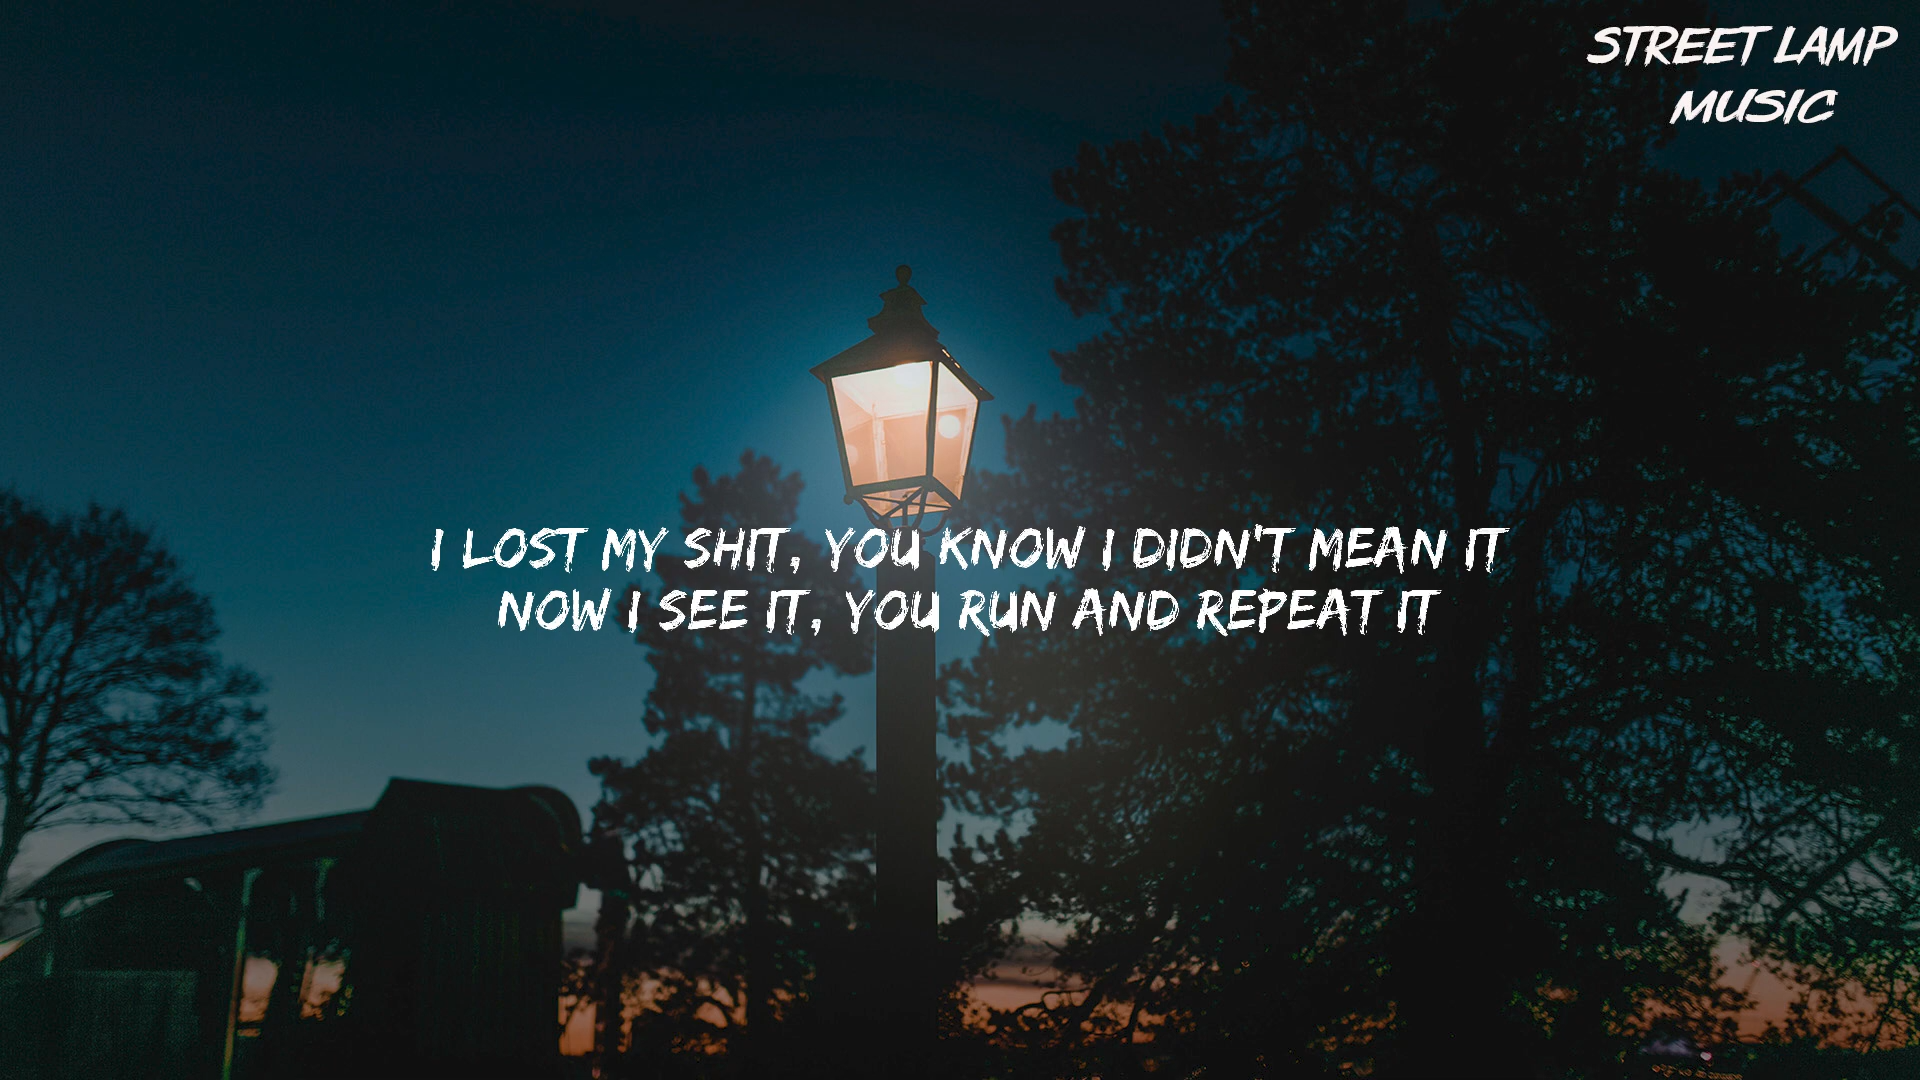 STREET LAMP
MUSIC
I LOST MY SHIT, YOU KNOW I DIDN'T MEAN IT
NOW I SEE IT, YOU RUN AND REPEAT IT